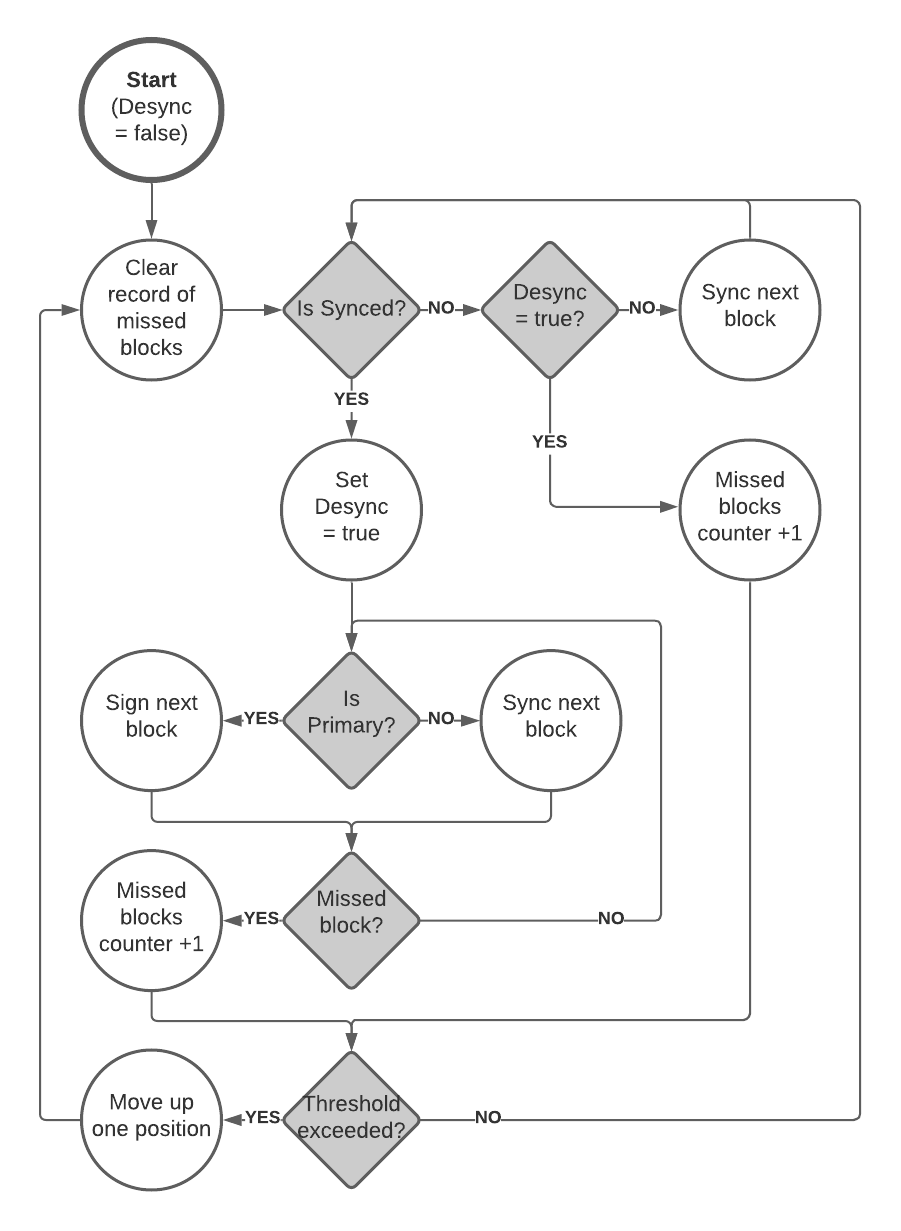 Start
(Desync
= false)
Clear
record of
missed
blocks
Is Synced?
NO
Desync
= true?
NO
Sync next
block
YES
YES
Set
Desync
= true
Missed
blocks
counter +1
Sign next
block
YES
Is
Primary?
NO
Sync next
block
Missed
blocks
counter +1
YES
Missed
block?
NO
Move up
one position
YES
Threshold
exceeded?
NO